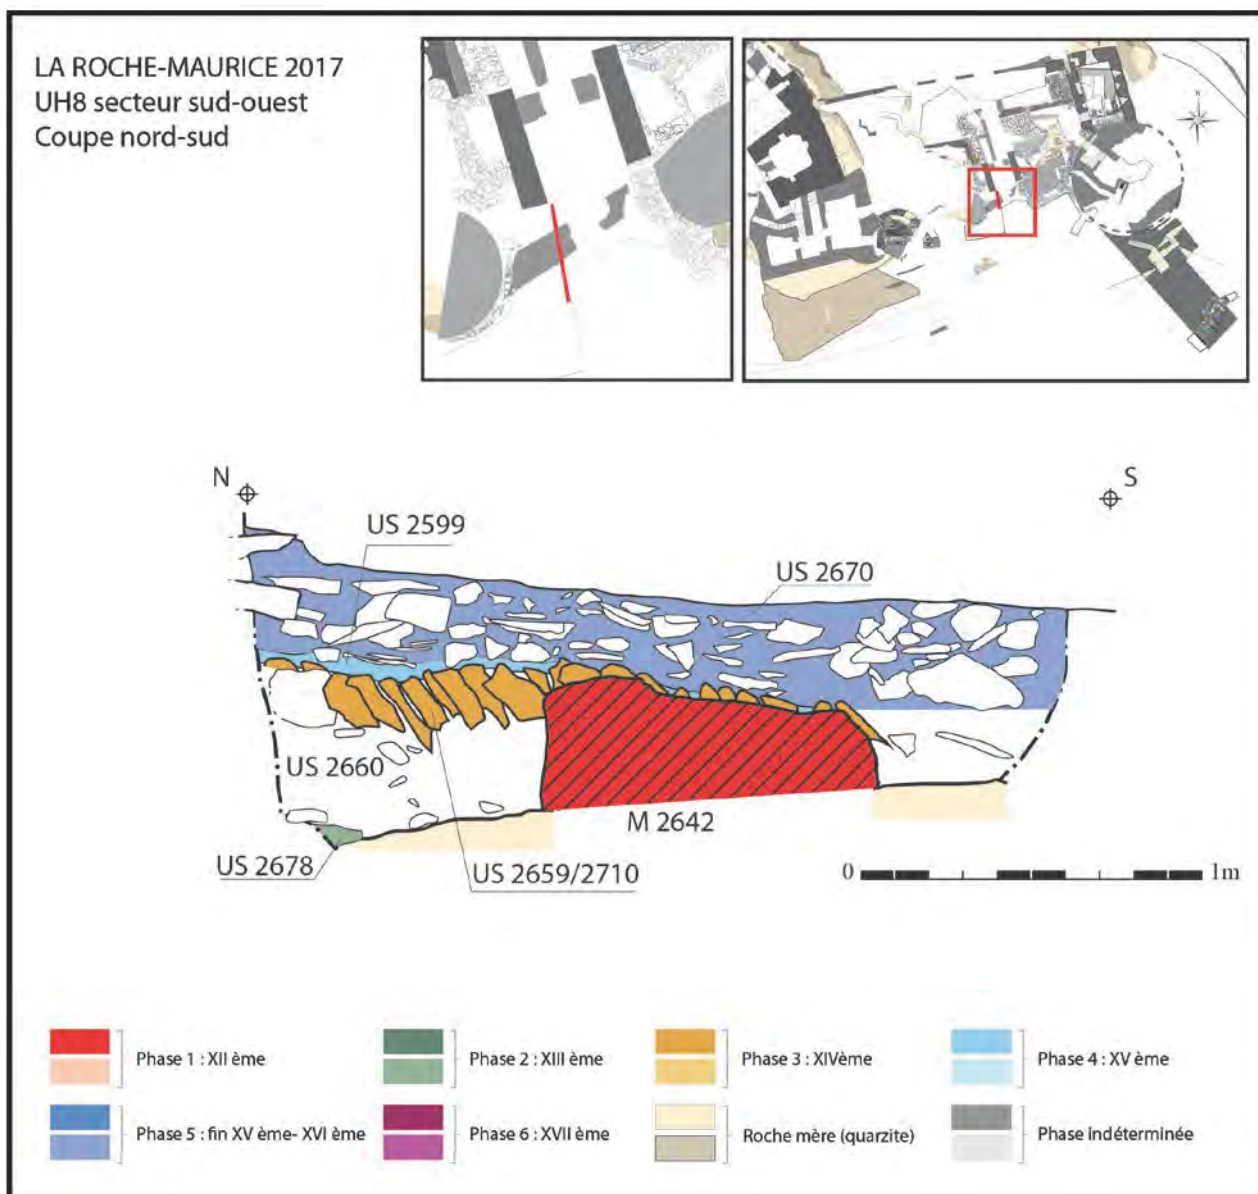 LA ROCHE-MAURICE 2017
UH8 secteur sud-ouest
Coupe nord-sud
N
N
S
US 2599
US 2670
US 2660
M 2642
US 2678
US 2659/2710
0
1m
Phase 1 : XII ème
Phase 2 : XIII ème
Phase 3 : XIVème
Phase 4 : XV ème
Phase 5 : fin XV ème- XVI ème
Phase 6 : XVII ème
Roche mère (quarzite)
Phase indéterminée